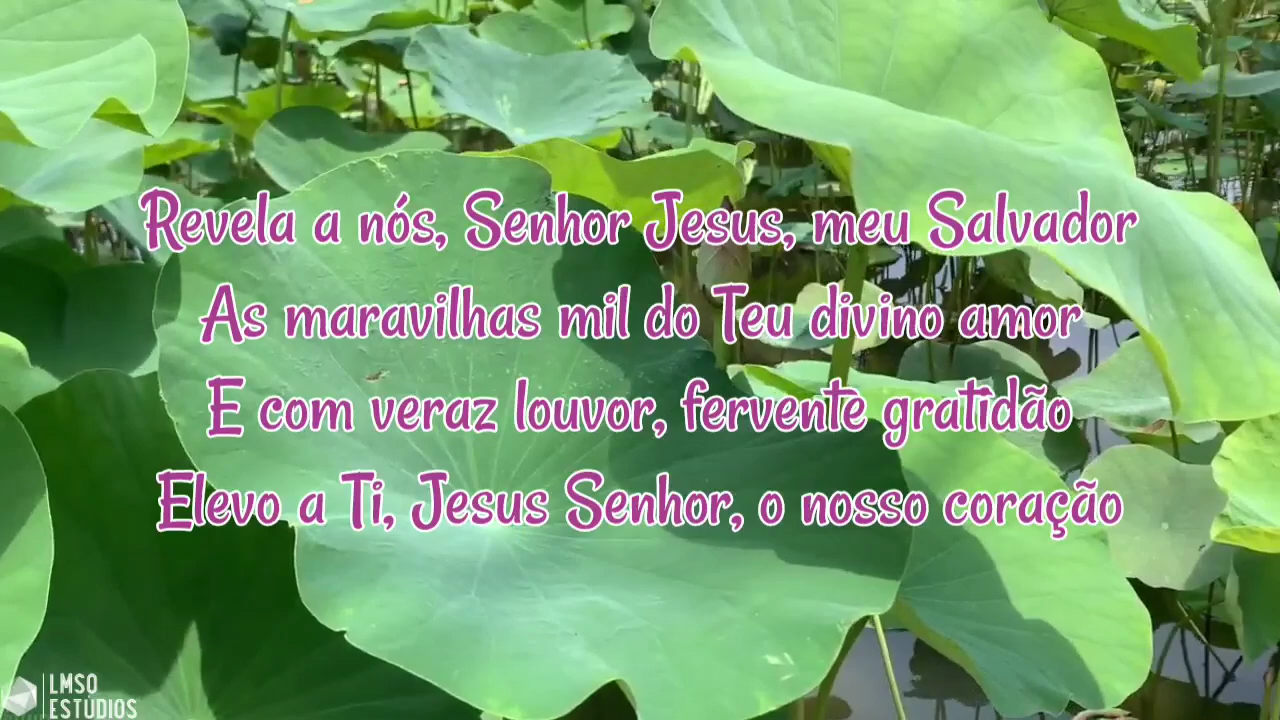 Revela a nós, Senhor Jesus, meu Salvador
As maravilhas mil do Teu divino amor
E com veraz louvor, fervente gratidão
Elevo a Ti, Jesus Senhor, o nosso coração
LMSO
ESTÚDIOS